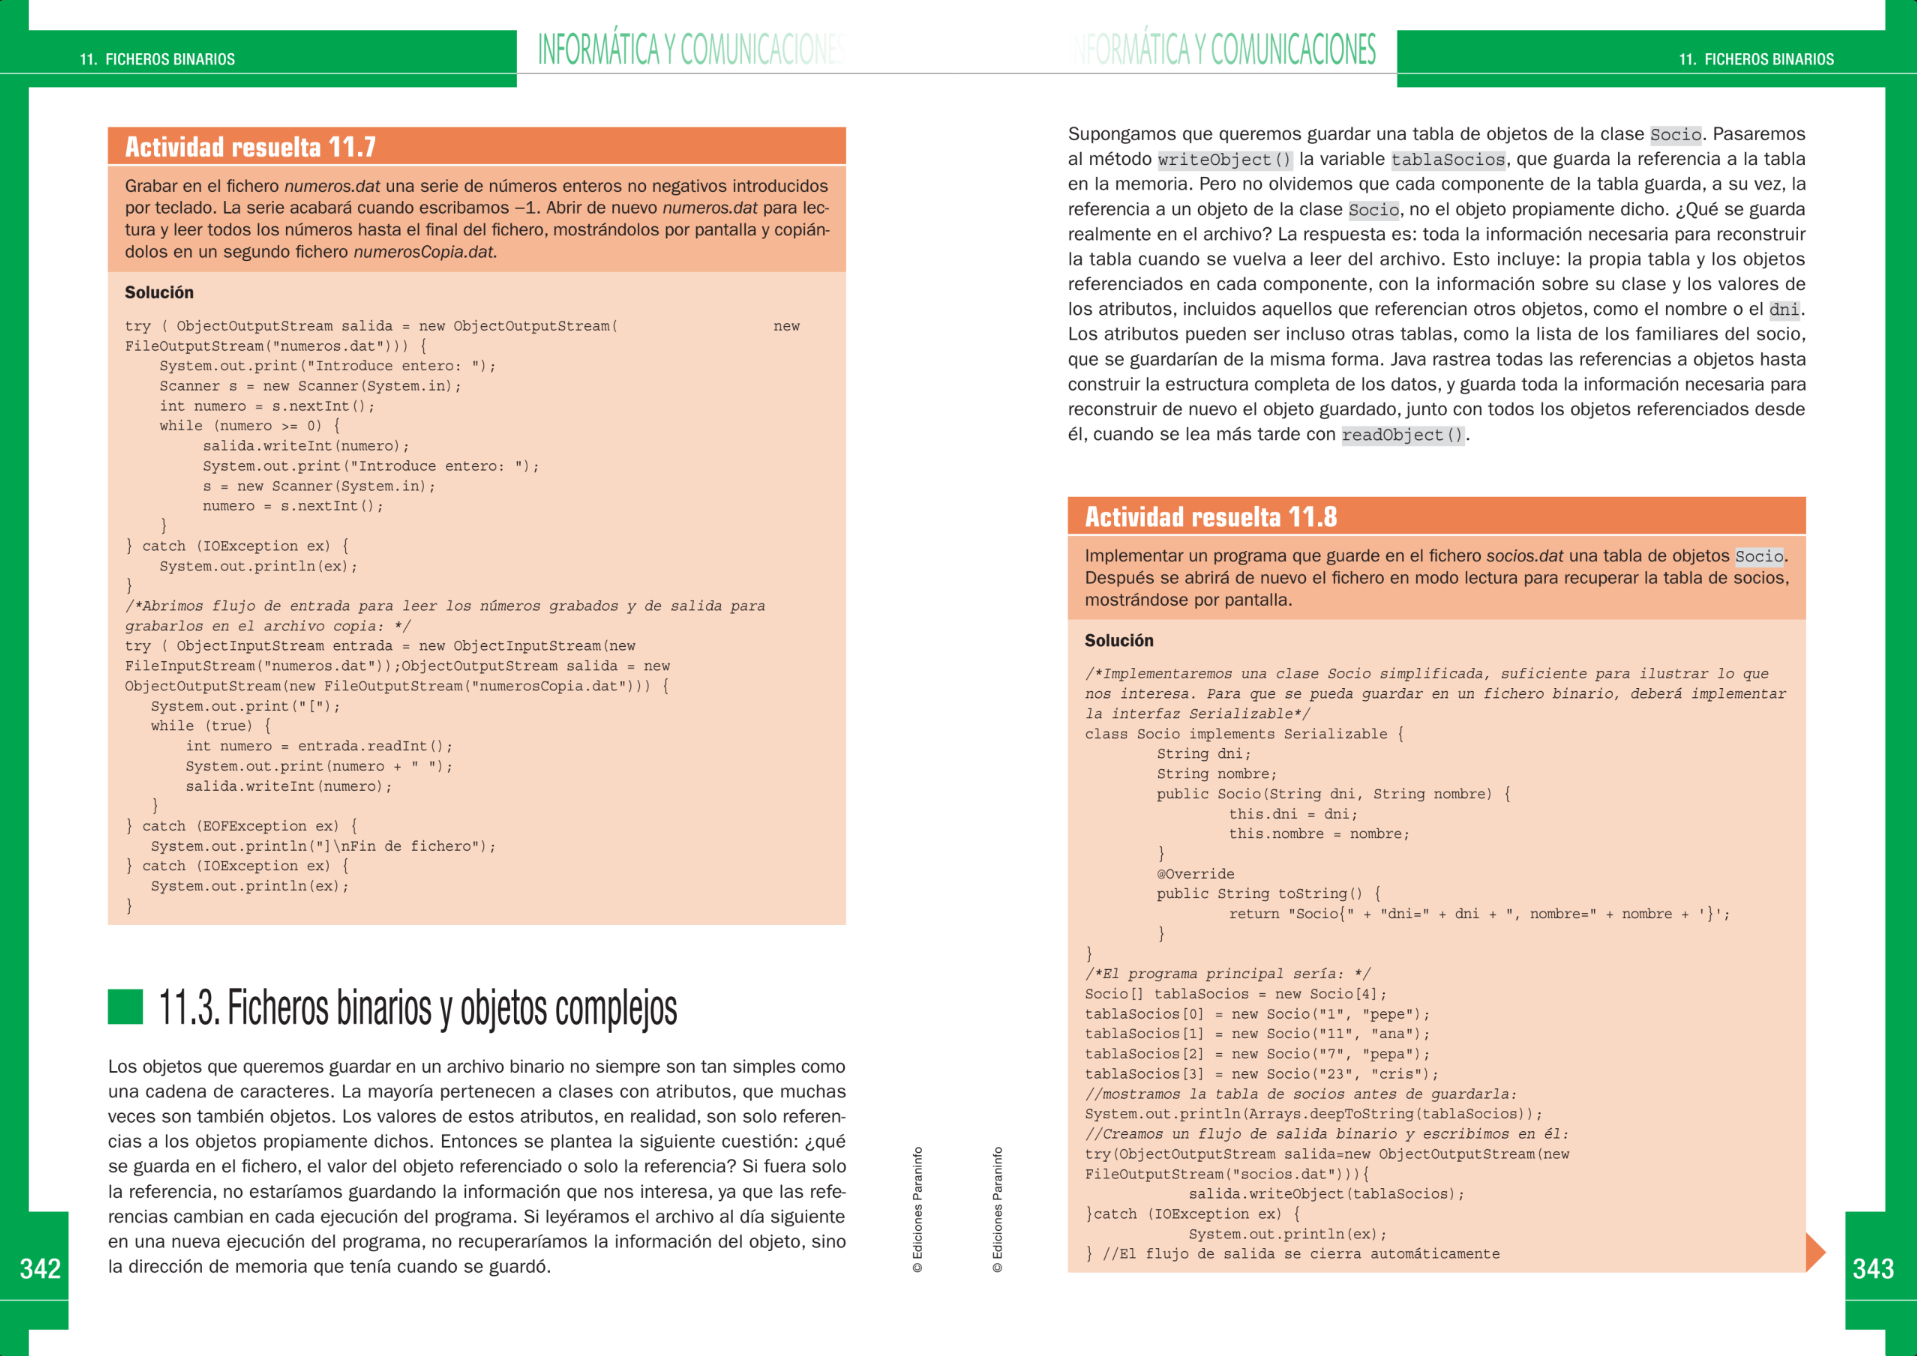 11. FICHEROS BINARIOS
INFORMÁTICA Y COMUNICACIONES
Actividad resuelta 11.7
Grabar en el fichero numeros.dat una serie de números enteros no negativos introducidos
por teclado. La serie acabará cuando escribamos −1. Abrir de nuevo numeros.dat para lec-
tura y leer todos los números hasta el final del fichero, mostrándolos por pantalla y copián-
dolos en un segundo fichero numerosCopia.dat.
Solución
try ( ObjectOutputStream salida = new ObjectOutputStream( new
FileOutputStream("numeros.dat"))) {
System.out.print("Introduce entero: ");
Scanner s = new Scanner(System.in);
int numero = s.nextInt();
while (numero >= 0) {
salida.writeInt(numero);
System.out.print("Introduce entero: ");
s = new Scanner(System.in);
numero = s.nextInt();
}
} catch (IOException ex) {
System.out.println(ex);
}
/*Abrimos flujo de entrada para leer los números grabados y de salida para
grabarlos en el archivo copia: */
try ( ObjectInputStream entrada = new ObjectInputStream(new
FileInputStream("numeros.dat"));ObjectOutputStream salida = new
ObjectOutputStream(new FileOutputStream("numerosCopia.dat"))) {
System.out.print("[");
while (true) {
int numero = entrada.readInt();
System.out.print(numero + " ");
salida.writeInt(numero);
}
} catch (EOFException ex) {
System.out.println("]\nFin de fichero");
} catch (IOException ex) {
System.out.println(ex);
}
11.3. Ficheros binarios y objetos complejos
Los objetos que queremos guardar en un archivo binario no siempre son tan simples como
una cadena de caracteres. La mayoría pertenecen a clases con atributos, que muchas
veces son también objetos. Los valores de estos atributos, en realidad, son solo referen-
cias a los objetos propiamente dichos. Entonces se plantea la siguiente cuestión: ¿qué
se guarda en el fichero, el valor del objeto referenciado o solo la referencia? Si fuera solo
la referencia, no estaríamos guardando la información que nos interesa, ya que las refe-
rencias cambian en cada ejecución del programa. Si leyéramos el archivo al día siguiente
en una nueva ejecución del programa, no recuperaríamos la información del objeto, sino
la dirección de memoria que tenía cuando se guardó.
© Ediciones Paraninfo
342
INFORMÁTICA Y COMUNICACIONES
11. FICHEROS BINARIOS
Supongamos que queremos guardar una tabla de objetos de la clase Socio. Pasaremos
al método writeObject() la variable tablaSocios, que guarda la referencia a la tabla
en la memoria. Pero no olvidemos que cada componente de la tabla guarda, a su vez, la
referencia a un objeto de la clase Socio, no el objeto propiamente dicho. ¿Qué se guarda
realmente en el archivo? La respuesta es: toda la información necesaria para reconstruir
la tabla cuando se vuelva a leer del archivo. Esto incluye: la propia tabla y los objetos
referenciados en cada componente, con la información sobre su clase y los valores de
los atributos, incluidos aquellos que referencian otros objetos, como el nombre o el dni.
Los atributos pueden ser incluso otras tablas, como la lista de los familiares del socio,
que se guardarían de la misma forma. Java rastrea todas las referencias a objetos hasta
construir la estructura completa de los datos, y guarda toda la información necesaria para
reconstruir de nuevo el objeto guardado, junto con todos los objetos referenciados desde
él, cuando se lea más tarde con readObject().
Actividad resuelta 11.8
Implementar un programa que guarde en el fichero socios.dat una tabla de objetos Socio.
Después se abrirá de nuevo el fichero en modo lectura para recuperar la tabla de socios,
mostrándose por pantalla.
Solución
/*Implementaremos una clase Socio simplificada, suficiente para ilustrar lo que
nos interesa. Para que se pueda guardar en un fichero binario, deberá implementar
la interfaz Serializable*/
class Socio implements Serializable {
String dni;
String nombre;
public Socio(String dni, String nombre) {
this.dni = dni;
this.nombre = nombre;
}
@Override
public String toString() {
return "Socio{" + "dni=" + dni + ", nombre=" + nombre + '}';
}
}
/*El programa principal sería: */
Socio[] tablaSocios = new Socio[4];
tablaSocios[0] = new Socio("1", "pepe");
tablaSocios[1] = new Socio("11", "ana");
tablaSocios[2] = new Socio("7", "pepa");
tablaSocios[3] = new Socio("23", "cris");
//mostramos la tabla de socios antes de guardarla:
System.out.println(Arrays.deepToString(tablaSocios));
//Creamos un flujo de salida binario y escribimos en él:
try(ObjectOutputStream salida=new ObjectOutputStream(new
FileOutputStream("socios.dat"))){
salida.writeObject(tablaSocios);
}catch (IOException ex) {
System.out.println(ex);
} //El flujo de salida se cierra automáticamente
© Ediciones Paraninfo
343